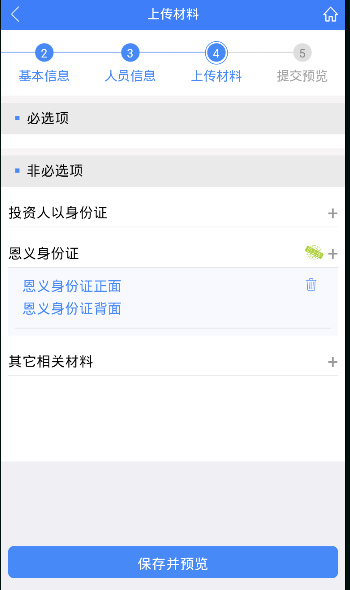 上传材料
2
3
4
5
基本信息
人员信息
上传材料
提交预览
必选项
非必选项
投资人以身份证
恩义身份证
恩义身份证正面
恩义身份证背面
其它相关材料
保存并预览